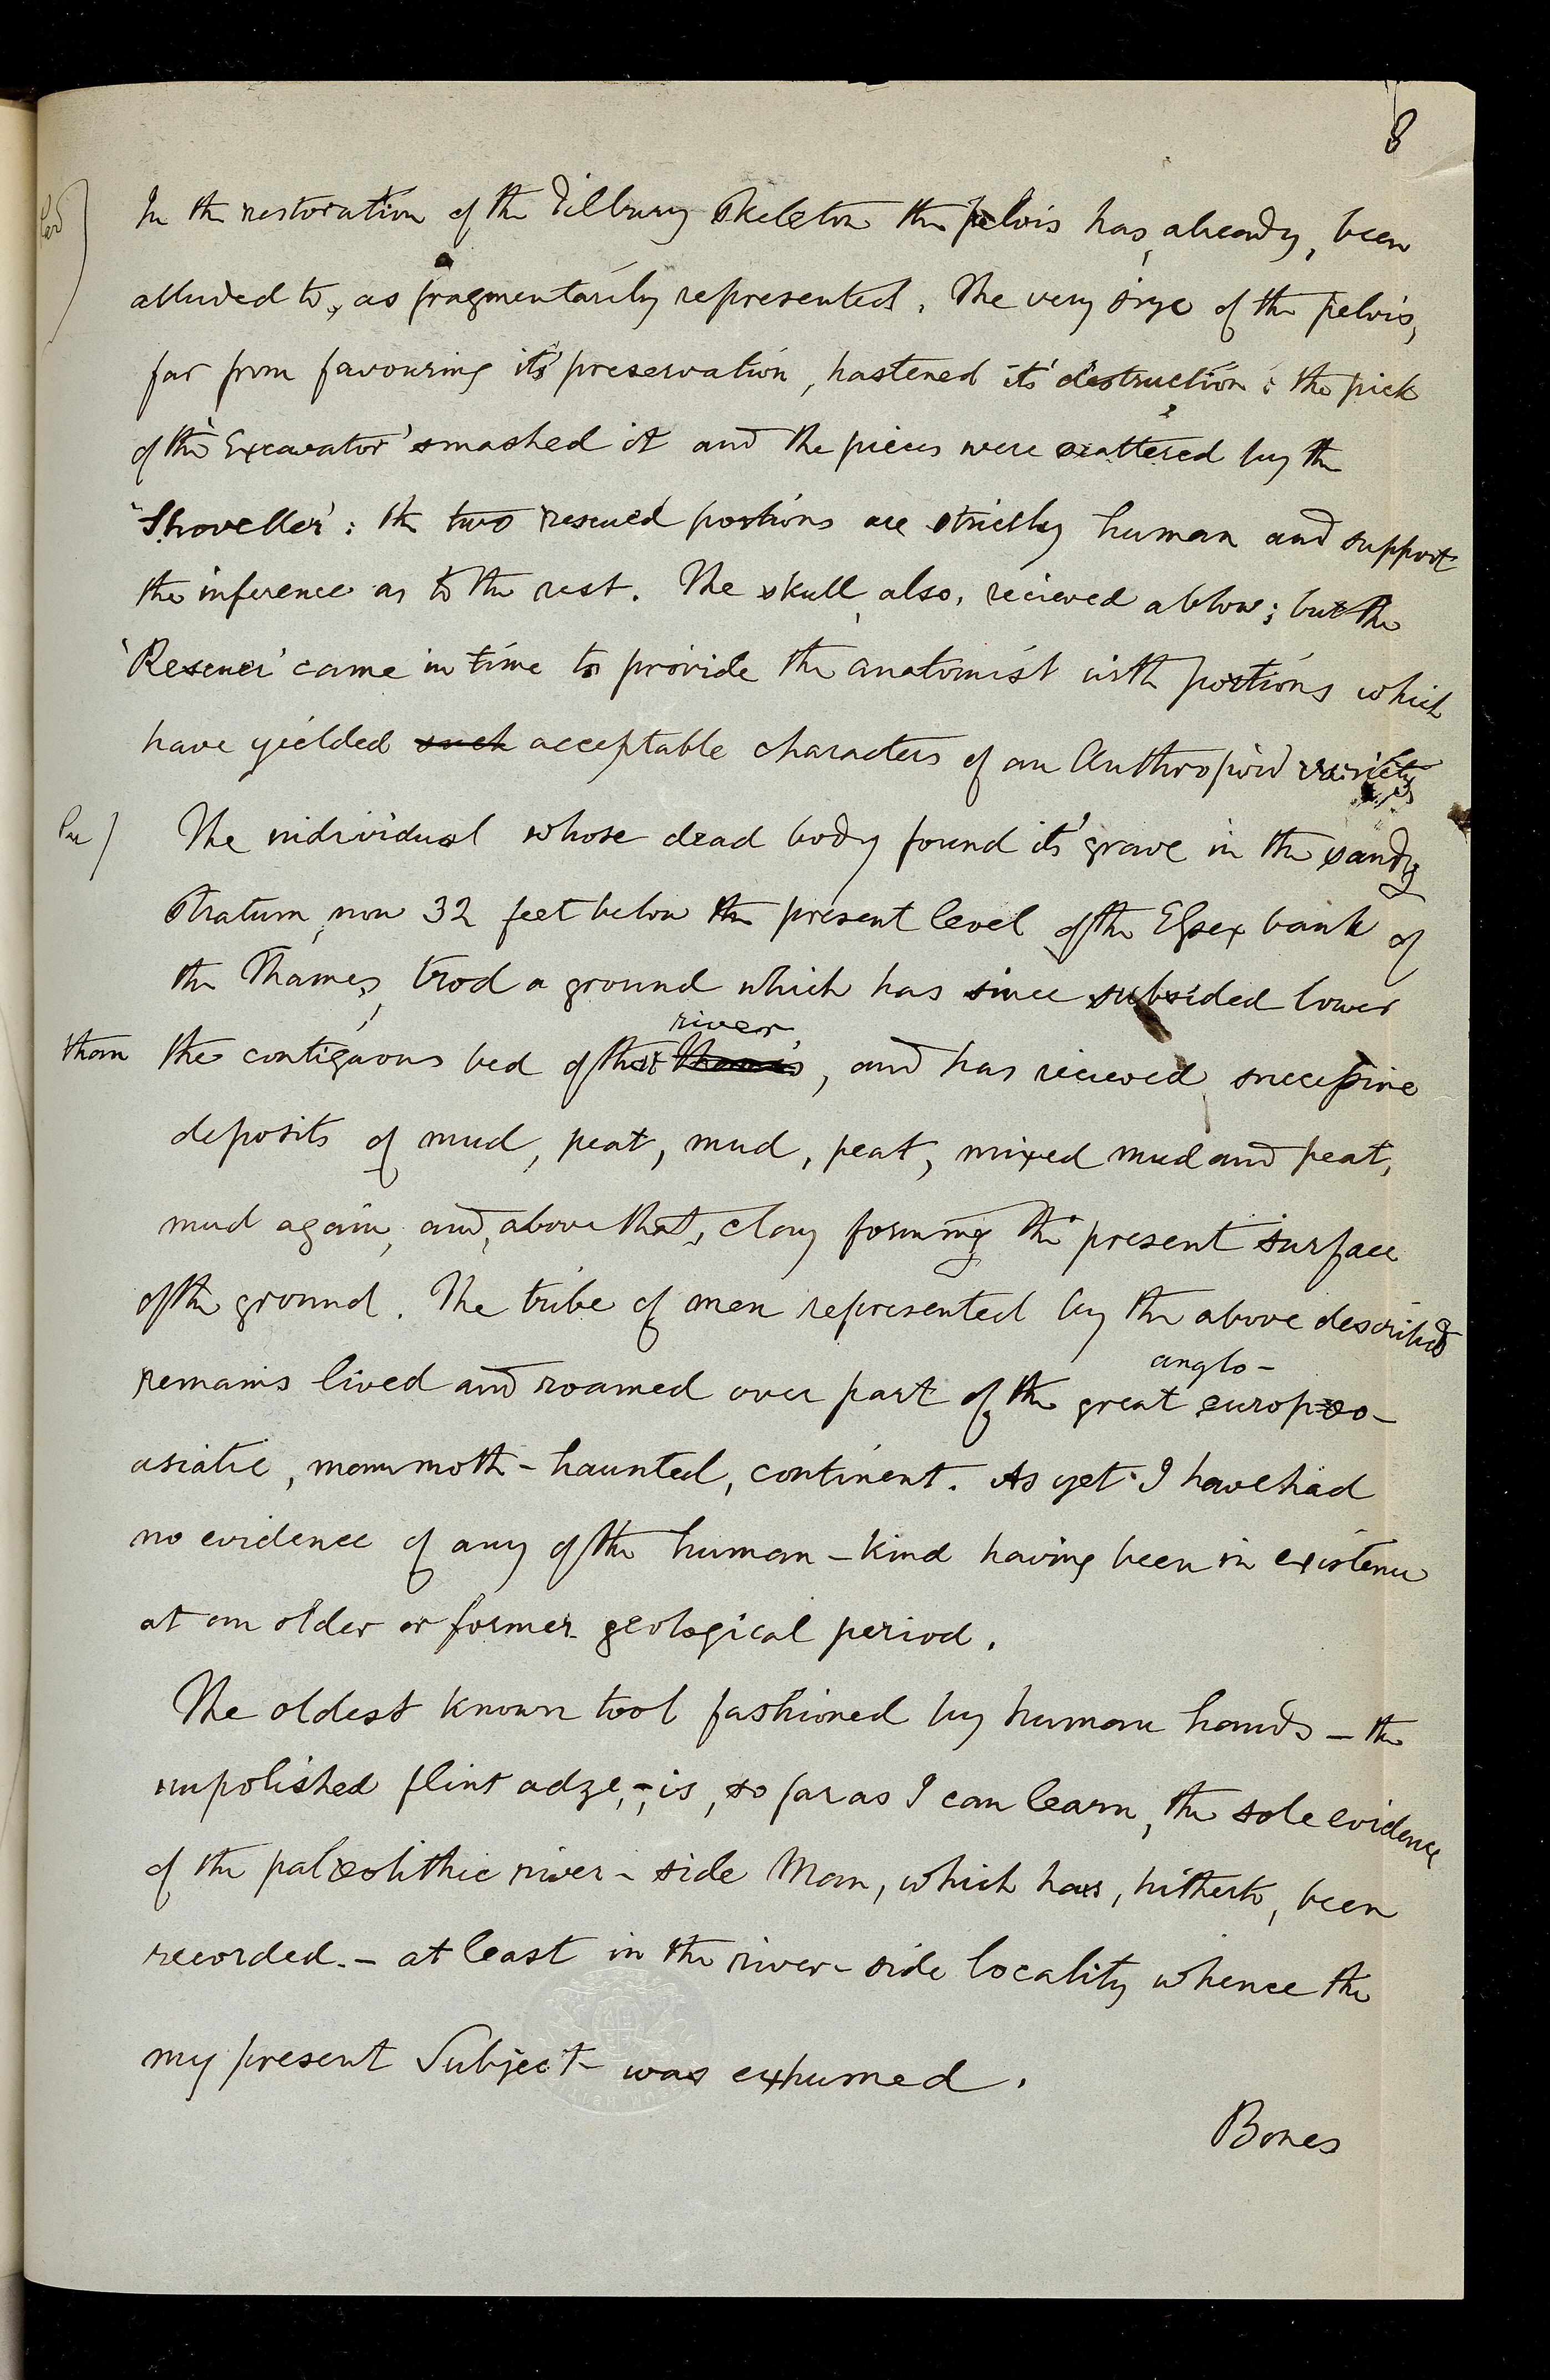 8
In the restoration of the Tilbury Skeleton the pelvis has, already, been
alluded to, as fragmentarily represented. The very size of the pelvis,
far from favouring its' preservation, hastened its' destruction: the pick
of the 'Excavator' smashed it and the pieces were scattered by the
'Shoveller': the two rescued portions are strictly human and support
the inference as to the rest. The skull, also, recieved a blow; but the
'Rescuer' came in time to provide the anatomist with portions which
have yielded such acceptable characters of an Anthropoid variety
The individual whose dead body found its' grave in the sandy
stratum, now 32 feet below the present level of the Essex bank of
the Thames, trod a ground which has since subsided lower
than the contiguous bed of that river Thames, and has recieved successive
deposits of mud, peat, mud, peat, mixed mud and peat,
mud again, and, above that, clay forming the present surface
of the ground. The tribe of men represented by the above described
remains lived and roamed over part of the great anglo-europœo-
asiatic, mammoth-haunted, continent. As yet I have had
no evidence of any of the human-kind having been in existence
at an older or former geological period.
The oldest known tool fashioned by human hands – the
unpolished flint adze, – is, so far as I can learn, the sole evidence
of the palæolithic river-side Man, which has, hitherto, been
recorded. – at least in the river-side locality whence the
my present Subject was exhumed.
Bones